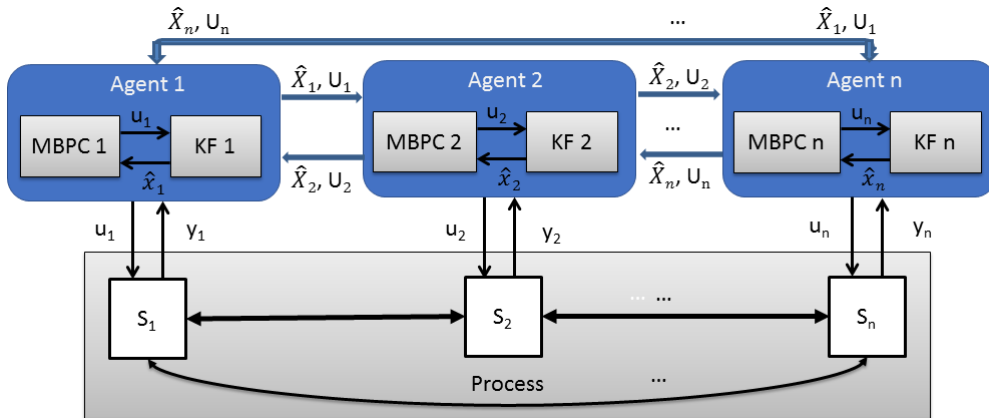 X̂ₙ, Uₙ ... X̂₁, U₁
Agent 1
Agent 2
Agent n
X̂₁, U₁
X̂₂, U₂
...
X̂₂, U₂
X̂ₙ, Uₙ
MBPC 1
u₁
x̂₁
KF 1
MBPC 2
u₂
x̂₂
KF 2
MBPC n
uₙ
x̂ₙ
KF n
u₁
y₁
u₂
y₂
uₙ
yₙ
S₁
S₂
... ...
Sₙ
Process ...